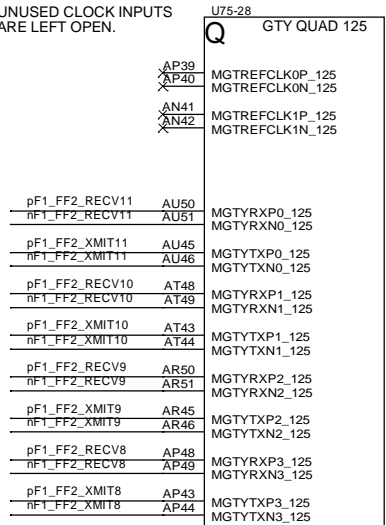 UNUSED CLOCK INPUTS
ARE LEFT OPEN.
U75-28
Q GTY QUAD 125
AP39 MGTREFCLK0P_125
AP40 MGTREFCLK0N_125
AN41 MGTREFCLK1P_125
AN42 MGTREFCLK1N_125
pF1_FF2_RECV11 AU50 MGTYRXP0_125
nF1_FF2_RECV11 AU51 MGTYRXN0_125
pF1_FF2_XMIT11 AU45 MGTYTXP0_125
nF1_FF2_XMIT11 AU46 MGTYTXN0_125
pF1_FF2_RECV10 AT48 MGTYRXP1_125
nF1_FF2_RECV10 AT49 MGTYRXN1_125
pF1_FF2_XMIT10 AT43 MGTYTXP1_125
nF1_FF2_XMIT10 AT44 MGTYTXN1_125
pF1_FF2_RECV9 AR50 MGTYRXP2_125
nF1_FF2_RECV9 AR51 MGTYRXN2_125
pF1_FF2_XMIT9 AR45 MGTYTXP2_125
nF1_FF2_XMIT9 AR46 MGTYTXN2_125
pF1_FF2_RECV8 AP48 MGTYRXP3_125
nF1_FF2_RECV8 AP49 MGTYRXN3_125
pF1_FF2_XMIT8 AP43 MGTYTXP3_125
nF1_FF2_XMIT8 AP44 MGTYTXN3_125